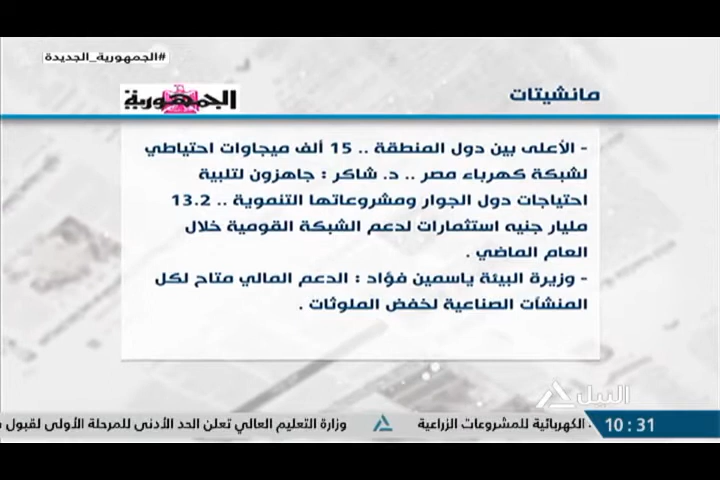 #الجمهورية_الجديدة
مانشيتات
الجمهورية
- الأعلى بين دول المنطقة .. 15 ألف ميجاوات احتياطي
لشبكة كهرباء مصر .. د. شاكر : جاهزون لتلبية
احتياجات دول الجوار ومشروعاتها التنموية .. 13.2
مليار جنيه استثمارات لدعم الشبكة القومية خلال
العام الماضي .
- وزيرة البيئة ياسمين فؤاد : الدعم المالي متاح لكل
المنشآت الصناعية لخفض الملوثات .
النيل
10:31
الكهربائية للمشروعات الزراعية
وزارة التعليم العالي تعلن الحد الأدنى للمرحلة الأولى لقبول